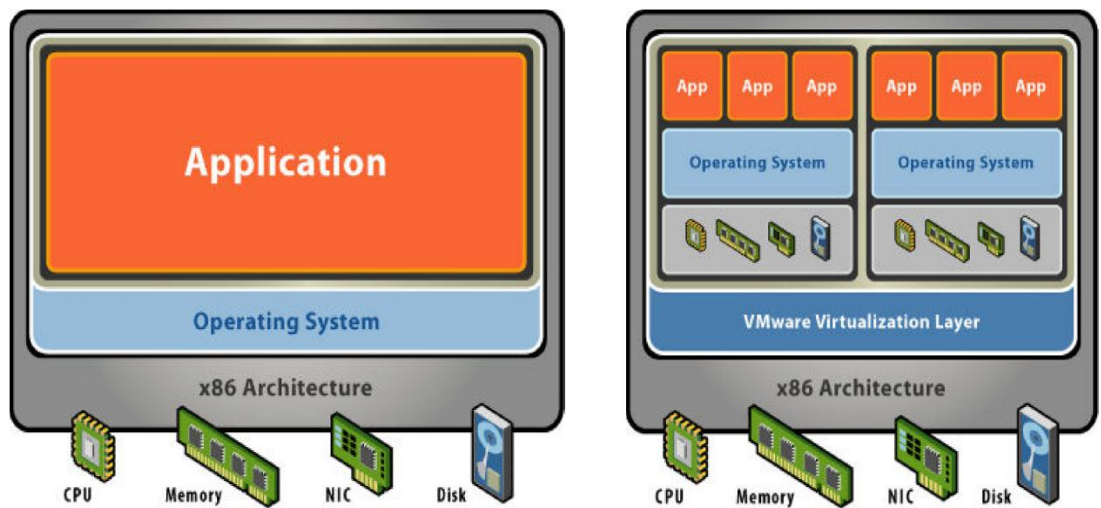 Application
Operating System
x86 Architecture
CPU Memory NIC Disk
App App App App App App
Operating System Operating System
VMware Virtualization Layer
x86 Architecture
CPU Memory NIC Disk